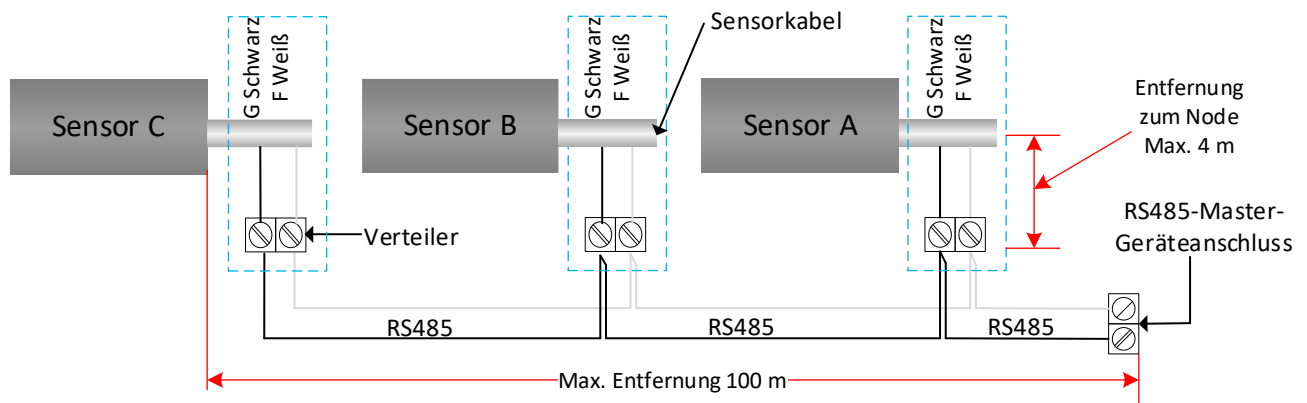 G Schwarz
F Weiß
G Schwarz
F Weiß
G Schwarz
F Weiß
Sensorkabel
Sensor C
Sensor B
Sensor A
Entfernung
zum Node
Max. 4 m
Verteiler
RS485-Master-
Geräteanschluss
RS485
RS485
RS485
Max. Entfernung 100 m